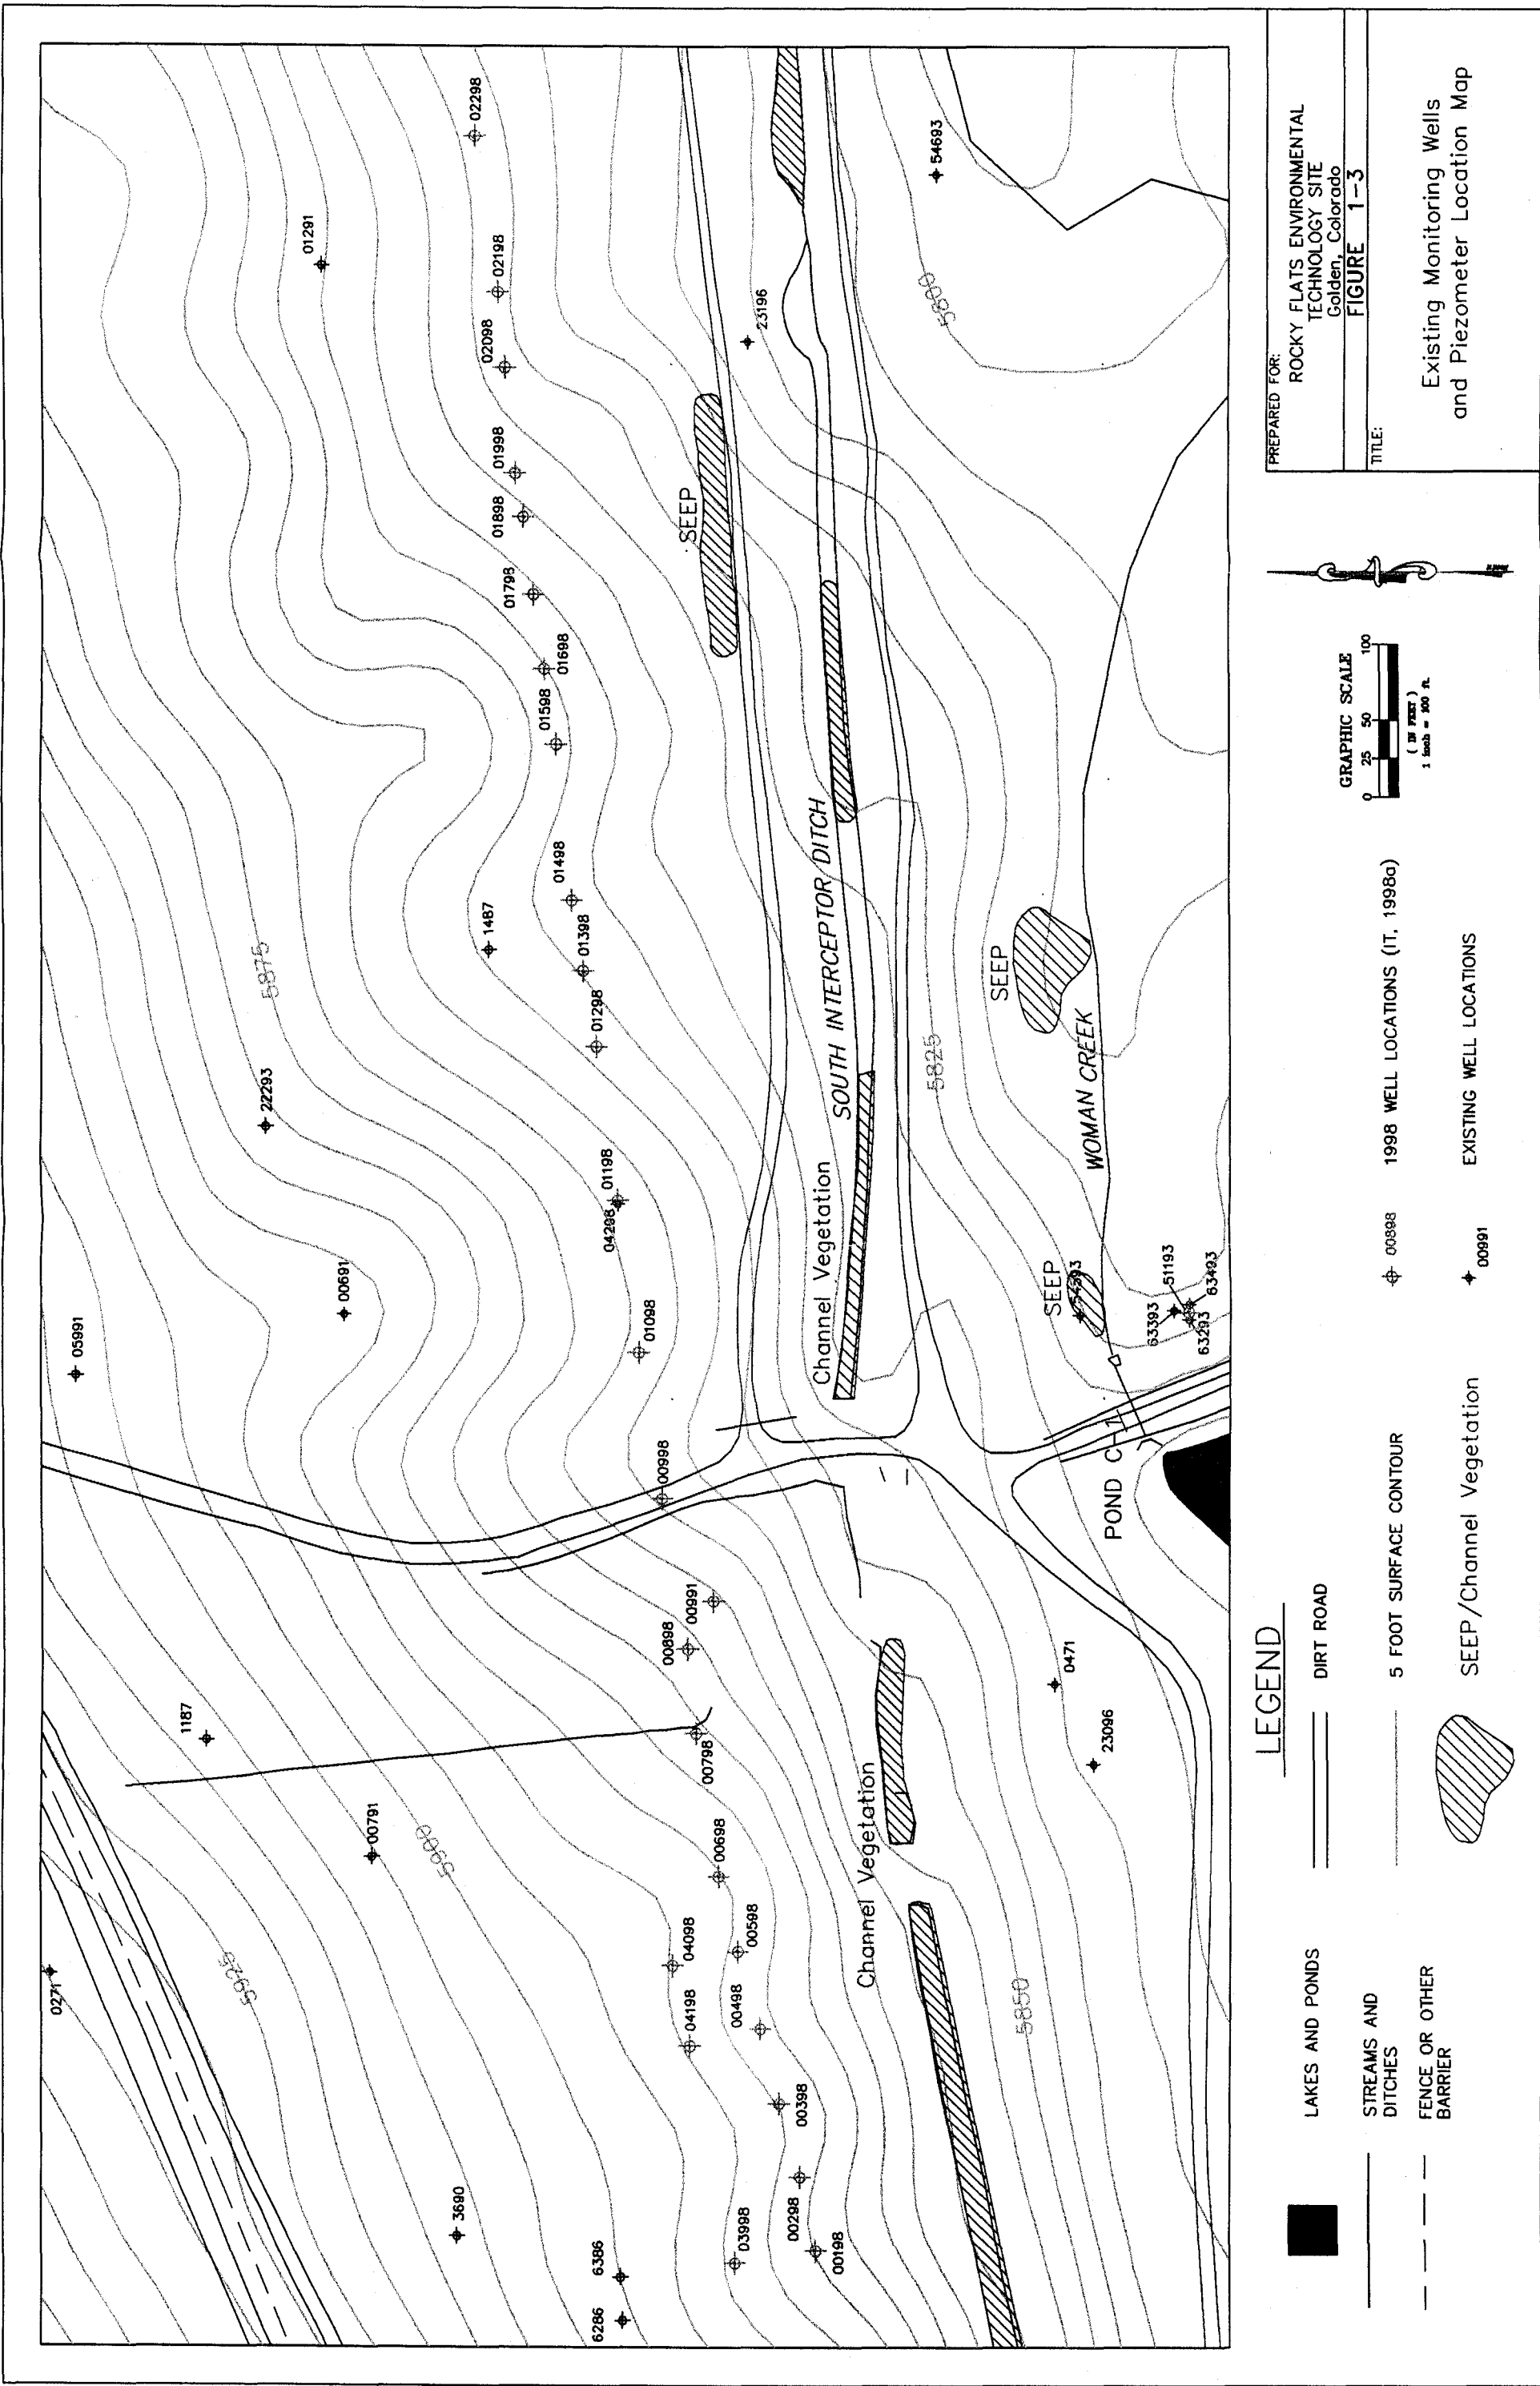 0271
05991
1187
22293
01291
02298
5925
5875
00691
00791
5900
3690
1487
02198
02098
01998
01898
01798
01698
01598
01498
01398
01298
01198
04298
01098
00998
00991
00898
00798
00698
04098
00598
04198
00498
00398
03998
00298
00198
6386
6286
SEEP
23196
54693
5800
SOUTH INTERCEPTOR DITCH
Channel Vegetation
Channel Vegetation
5825
SEEP
WOMAN CREEK
SEEP
63393
51193
63493
63293
POND C-1
0471
23096
5850
LEGEND
LAKES AND PONDS
DIRT ROAD
STREAMS AND
DITCHES
5 FOOT SURFACE CONTOUR
00898
1998 WELL LOCATIONS (IT, 1998a)
FENCE OR OTHER
BARRIER
SEEP/Channel Vegetation
00991
EXISTING WELL LOCATIONS
GRAPHIC SCALE
0 25 50 100
( IN FEET )
1 inch = 100 ft.
PREPARED FOR:
ROCKY FLATS ENVIRONMENTAL
TECHNOLOGY SITE
Golden, Colorado
FIGURE 1-3
TITLE:
Existing Monitoring Wells
and Piezometer Location Map